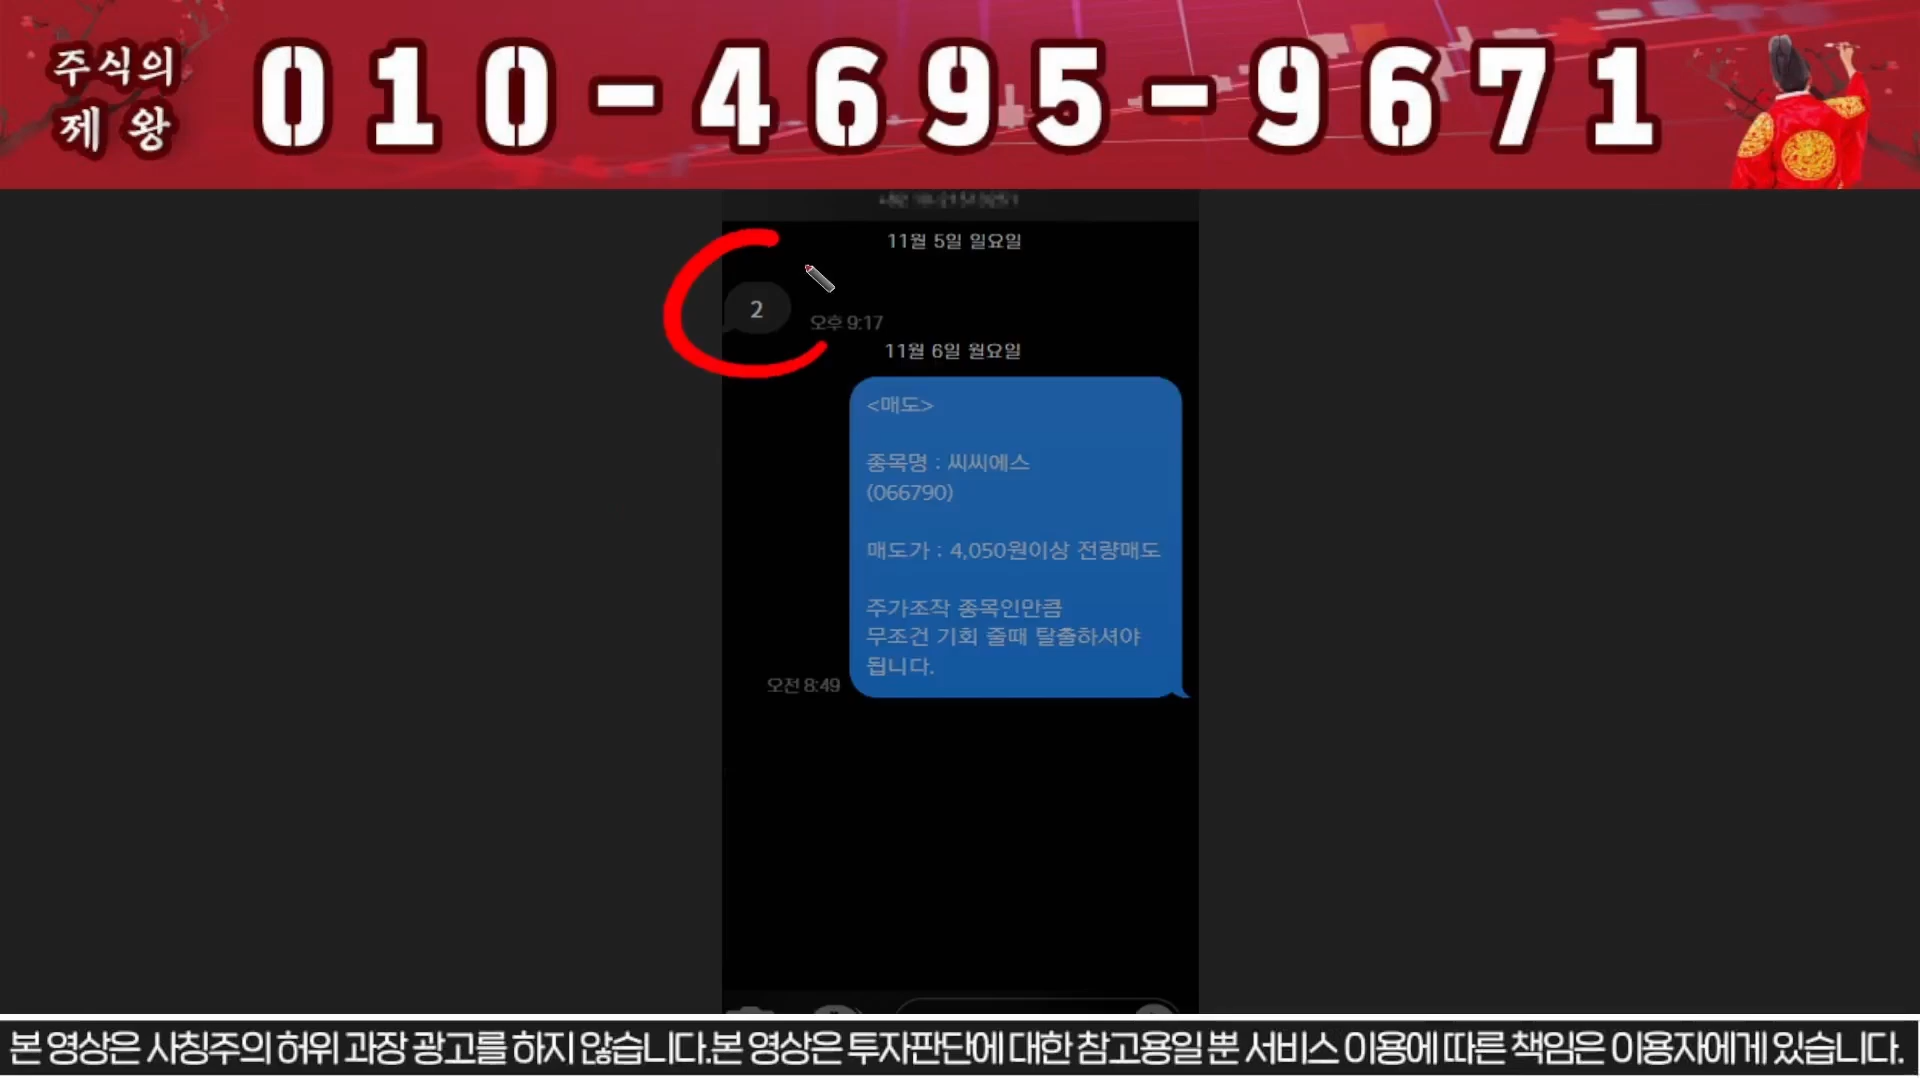 주식의
제왕
010-4695-9671
11월 5일 일요일
2
오후 9:17
11월 6일 월요일
<매도>
종목명 : 씨씨에스
(066790)
매도가 : 4,050원이상 전량매도
주가조작 종목인만큼
무조건 기회 줄때 탈출하셔야
됩니다.
오전 8:49
본 영상은 사칭주의 허위 과장 광고를 하지 않습니다.본 영상은 투자판단에 대한 참고용일 뿐 서비스 이용에 따른 책임은 이용자에게 있습니다.